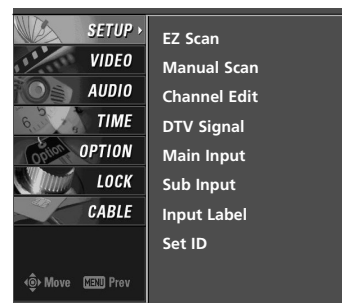 SETUP
VIDEO
AUDIO
TIME
OPTION
LOCK
CABLE
Move MENU Prev
EZ Scan
Manual Scan
Channel Edit
DTV Signal
Main Input
Sub Input
Input Label
Set ID